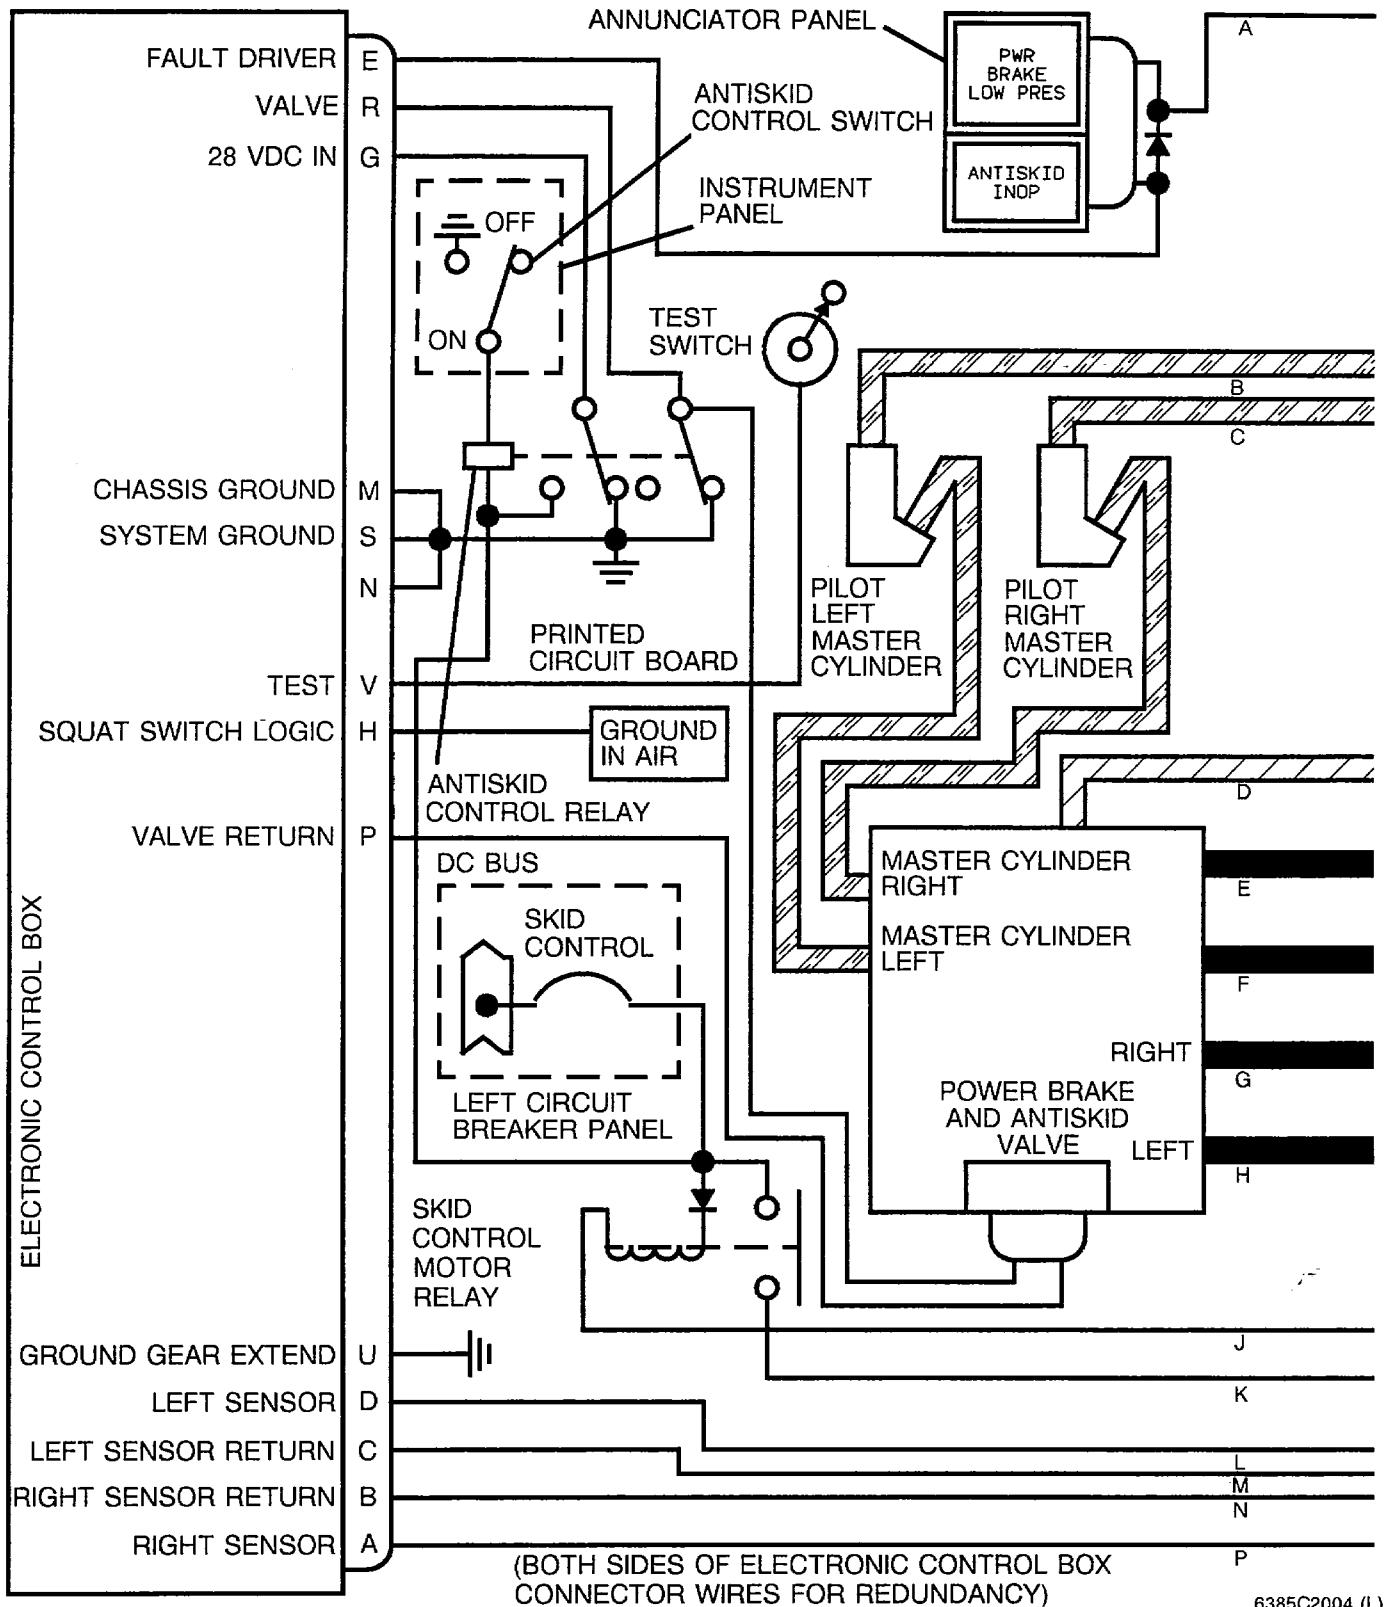 ANNUNCIATOR PANEL
A
FAULT DRIVER E
PWR
BRAKE
LOW PRES
VALVE R
ANTISKID
CONTROL SWITCH
28 VDC IN G
ANTISKID
INOP
INSTRUMENT
PANEL
OFF
ON
TEST
SWITCH
B
C
CHASSIS GROUND M
SYSTEM GROUND S
N
PILOT
LEFT
MASTER
CYLINDER
PILOT
RIGHT
MASTER
CYLINDER
PRINTED
CIRCUIT BOARD
TEST V
SQUAT SWITCH LOGIC H
GROUND
IN AIR
ANTISKID
CONTROL RELAY
D
VALVE RETURN P
DC BUS
MASTER CYLINDER
RIGHT
E
SKID
CONTROL
MASTER CYLINDER
LEFT
F
ELECTRONIC CONTROL BOX
RIGHT
G
LEFT CIRCUIT
BREAKER PANEL
POWER BRAKE
AND ANTISKID
VALVE
LEFT
H
SKID
CONTROL
MOTOR
RELAY
J
GROUND GEAR EXTEND U
K
LEFT SENSOR D
LEFT SENSOR RETURN C
L
M
RIGHT SENSOR RETURN B
N
RIGHT SENSOR A
P
(BOTH SIDES OF ELECTRONIC CONTROL BOX
CONNECTOR WIRES FOR REDUNDANCY)
6385C2004 (L)